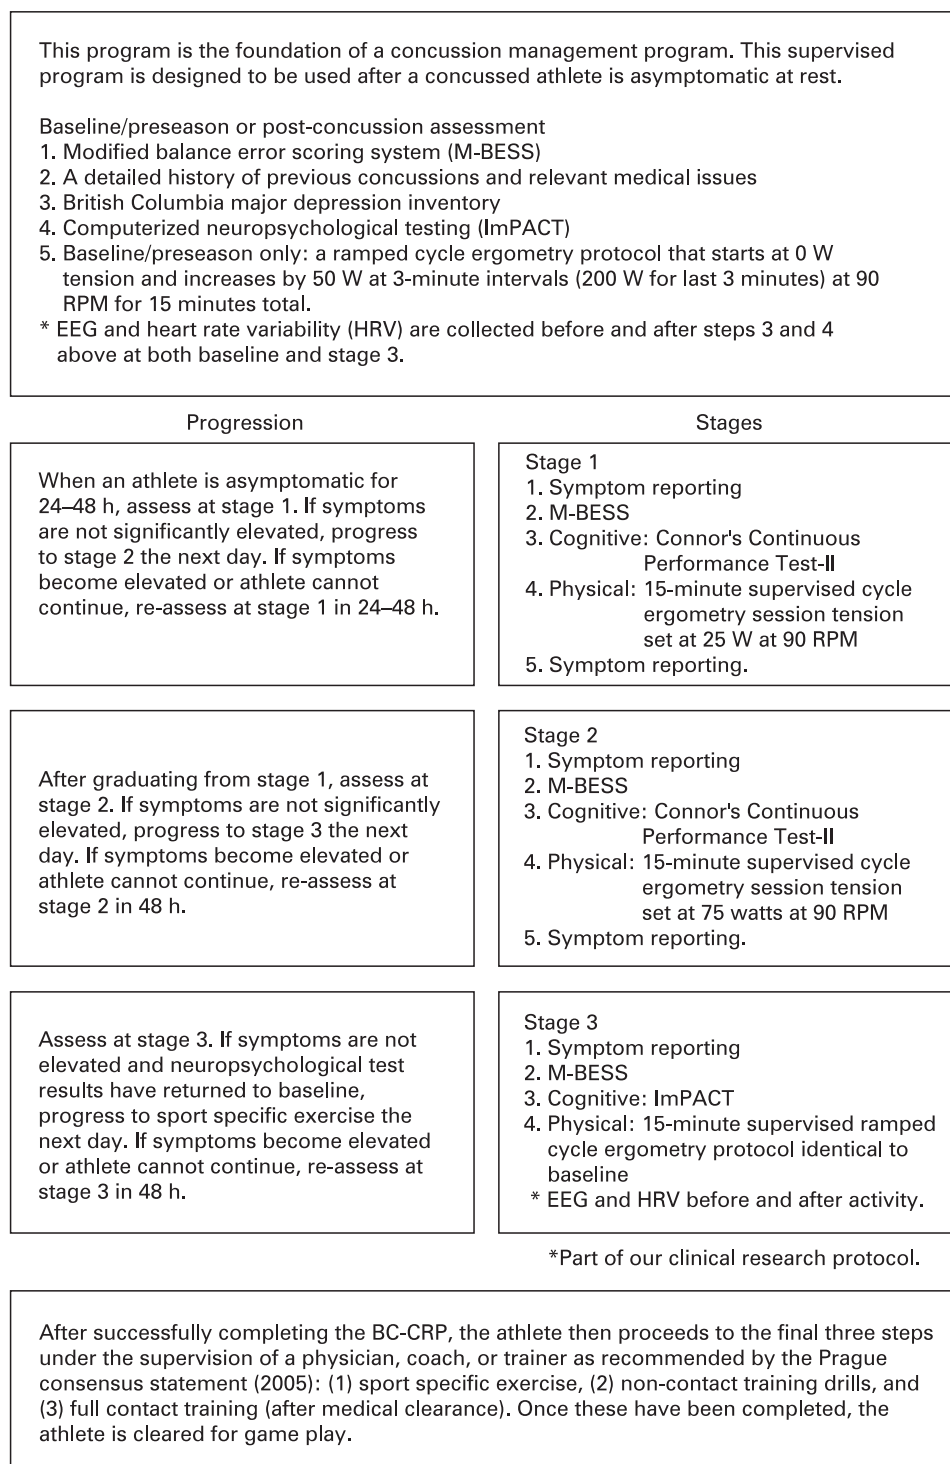 This program is the foundation of a concussion management program. This supervised
program is designed to be used after a concussed athlete is asymptomatic at rest.
Baseline/preseason or post-concussion assessment
1. Modified balance error scoring system (M-BESS)
2. A detailed history of previous concussions and relevant medical issues
3. British Columbia major depression inventory
4. Computerized neuropsychological testing (ImPACT)
5. Baseline/preseason only: a ramped cycle ergometry protocol that starts at 0 W
tension and increases by 50 W at 3-minute intervals (200 W for last 3 minutes) at 90
RPM for 15 minutes total.
* EEG and heart rate variability (HRV) are collected before and after steps 3 and 4
above at both baseline and stage 3.
Progression
When an athlete is asymptomatic for
24–48 h, assess at stage 1. If symptoms
are not significantly elevated, progress
to stage 2 the next day. If symptoms
become elevated or athlete cannot
continue, re-assess at stage 1 in 24–48 h.
Stages
Stage 1
1. Symptom reporting
2. M-BESS
3. Cognitive: Connor's Continuous
Performance Test-II
4. Physical: 15-minute supervised cycle
ergometry session tension
set at 25 W at 90 RPM
5. Symptom reporting.
After graduating from stage 1, assess at
stage 2. If symptoms are not significantly
elevated, progress to stage 3 the next
day. If symptoms become elevated or
athlete cannot continue, re-assess at
stage 2 in 48 h.
Stage 2
1. Symptom reporting
2. M-BESS
3. Cognitive: Connor's Continuous
Performance Test-II
4. Physical: 15-minute supervised cycle
ergometry session tension
set at 75 watts at 90 RPM
5. Symptom reporting.
Assess at stage 3. If symptoms are not
elevated and neuropsychological test
results have returned to baseline,
progress to sport specific exercise the
next day. If symptoms become elevated
or athlete cannot continue, re-assess at
stage 3 in 48 h.
Stage 3
1. Symptom reporting
2. M-BESS
3. Cognitive: ImPACT
4. Physical: 15-minute supervised ramped
cycle ergometry protocol identical to
baseline
* EEG and HRV before and after activity.
*Part of our clinical research protocol.
After successfully completing the BC-CRP, the athlete then proceeds to the final three steps
under the supervision of a physician, coach, or trainer as recommended by the Prague
consensus statement (2005): (1) sport specific exercise, (2) non-contact training drills, and
(3) full contact training (after medical clearance). Once these have been completed, the
athlete is cleared for game play.